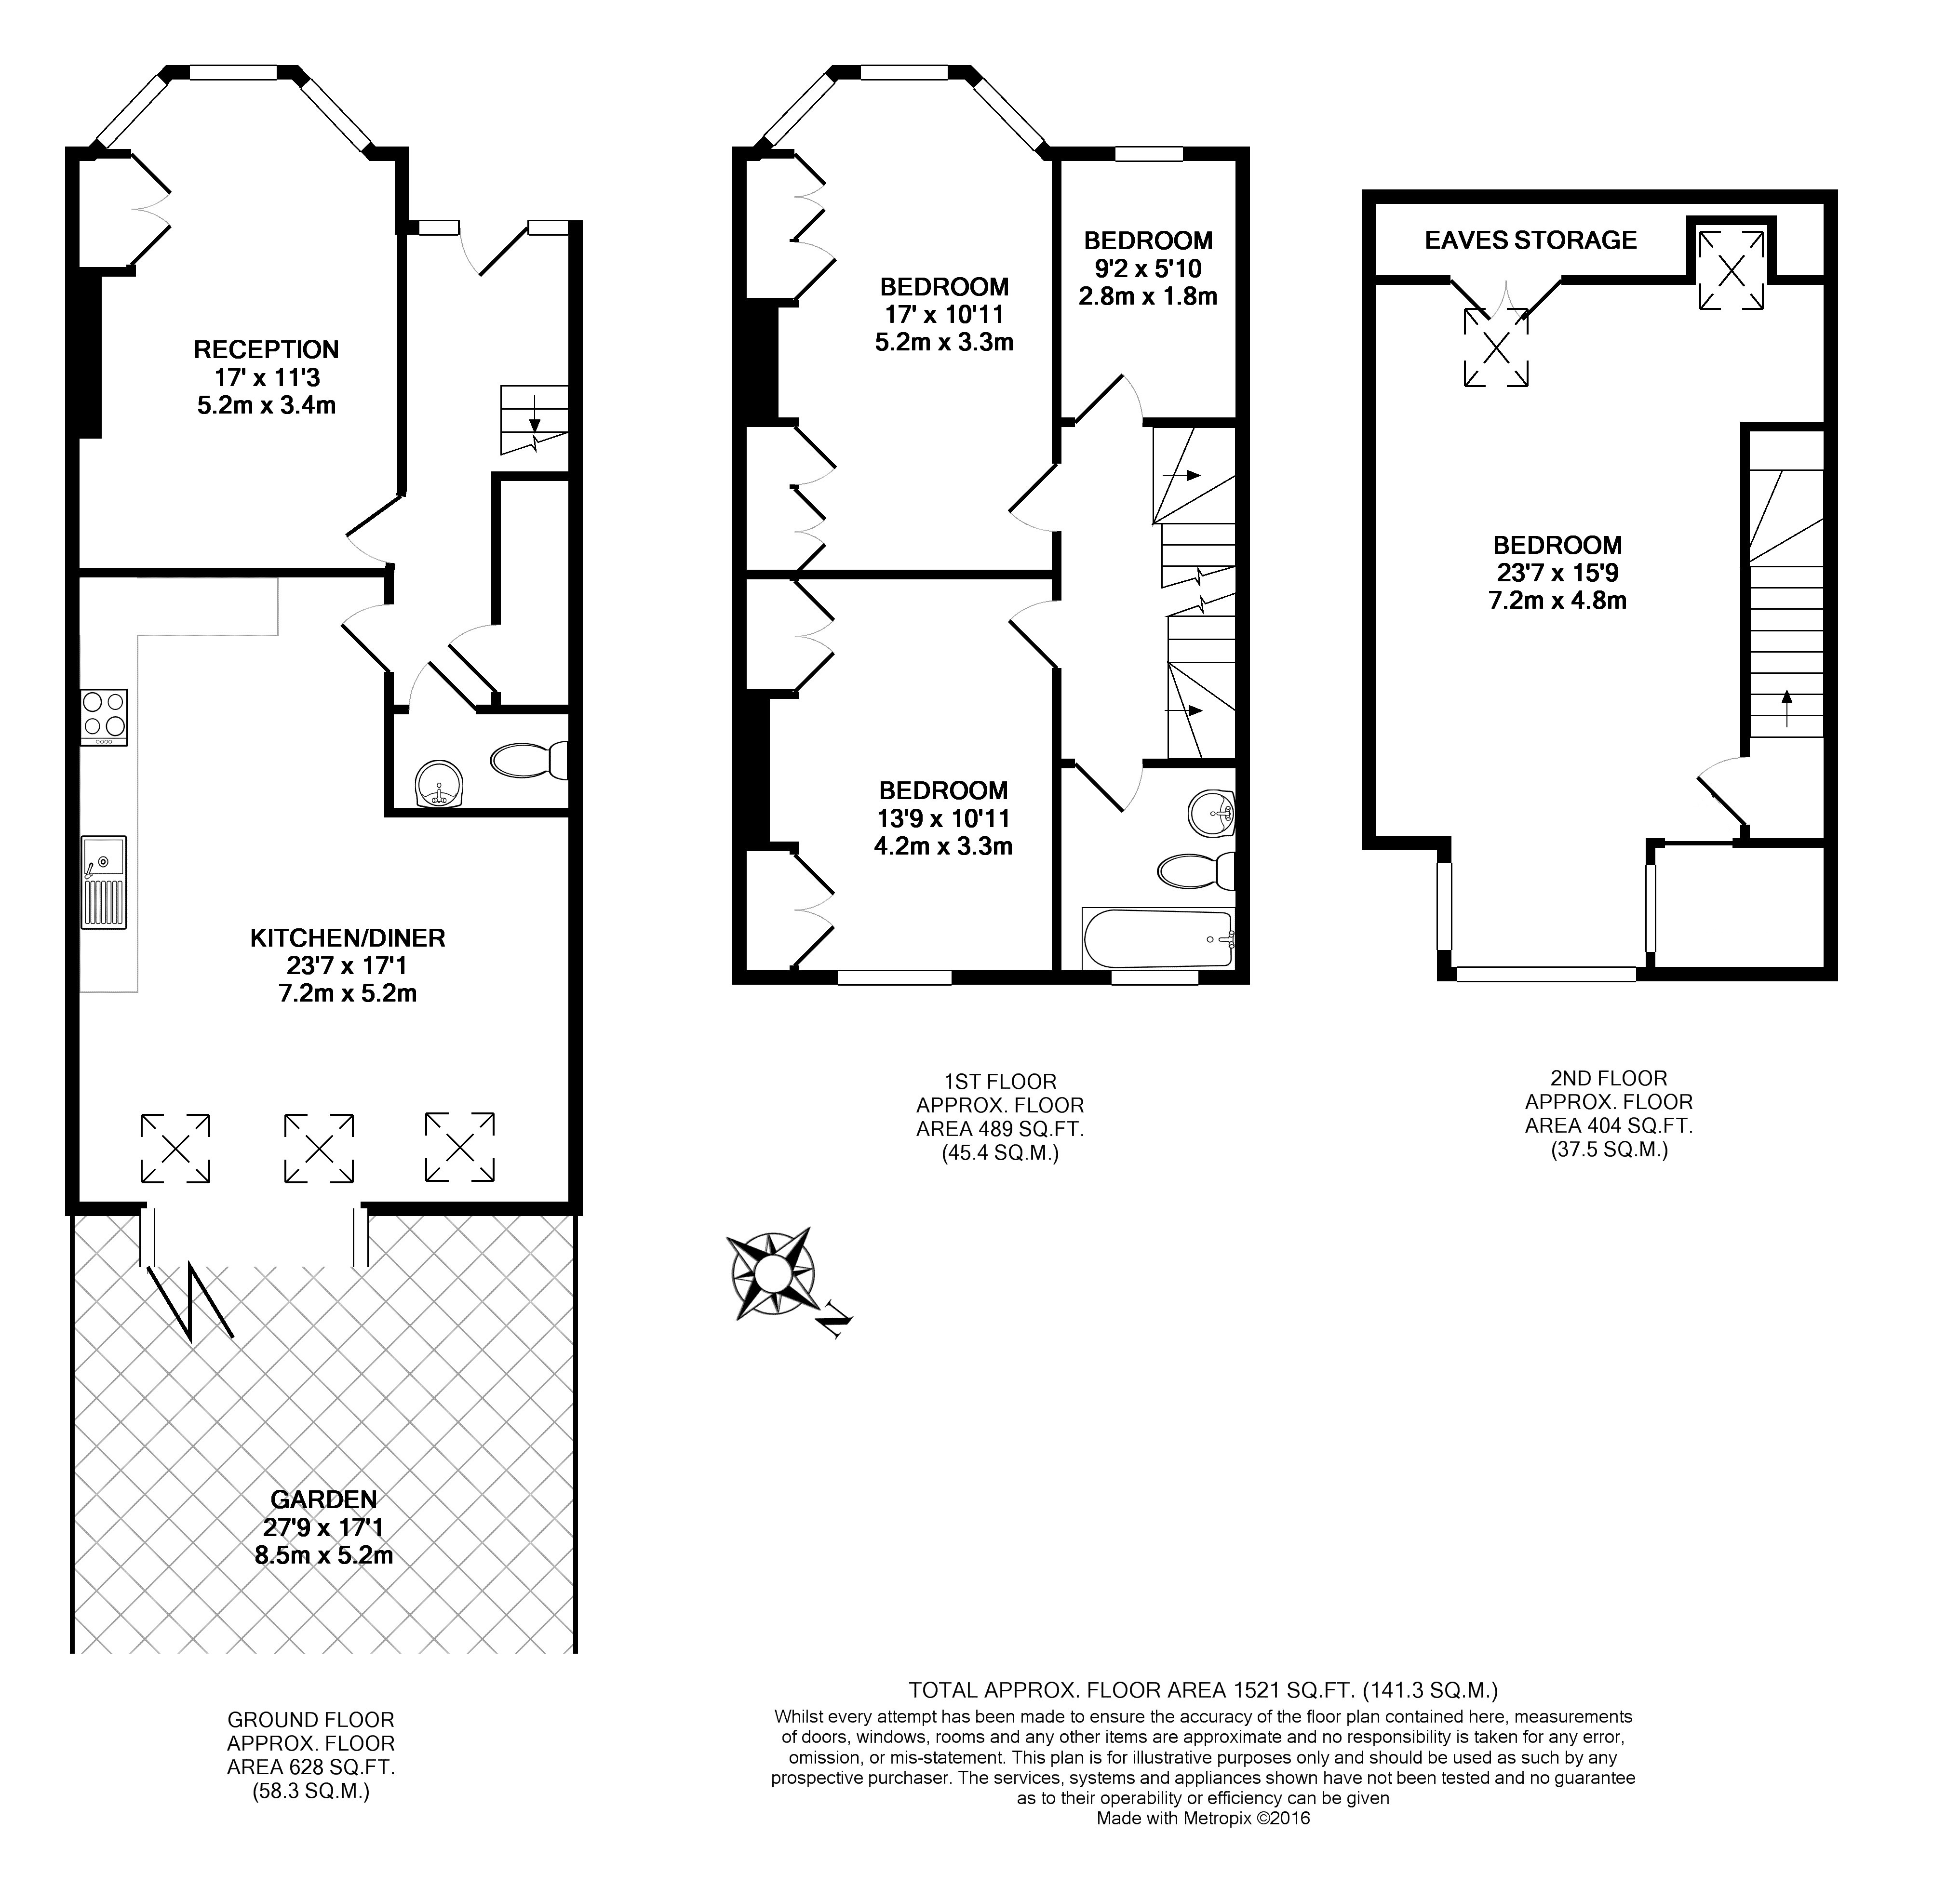 RECEPTION
17' x 11'3
5.2m x 3.4m
KITCHEN/DINER
23'7 x 17'1
7.2m x 5.2m
GARDEN
27'9 x 17'1
8.5m x 5.2m
GROUND FLOOR
APPROX. FLOOR
AREA 628 SQ.FT.
(58.3 SQ.M.)
BEDROOM
17' x 10'11
5.2m x 3.3m
BEDROOM
9'2 x 5'10
2.8m x 1.8m
BEDROOM
13'9 x 10'11
4.2m x 3.3m
1ST FLOOR
APPROX. FLOOR
AREA 489 SQ.FT.
(45.4 SQ.M.)
EAVES STORAGE
BEDROOM
23'7 x 15'9
7.2m x 4.8m
2ND FLOOR
APPROX. FLOOR
AREA 404 SQ.FT.
(37.5 SQ.M.)
N
TOTAL APPROX. FLOOR AREA 1521 SQ.FT. (141.3 SQ.M.)
Whilst every attempt has been made to ensure the accuracy of the floor plan contained here, measurements
of doors, windows, rooms and any other items are approximate and no responsibility is taken for any error,
omission, or mis-statement. This plan is for illustrative purposes only and should be used as such by any
prospective purchaser. The services, systems and appliances shown have not been tested and no guarantee
as to their operability or efficiency can be given
Made with Metropix ©2016